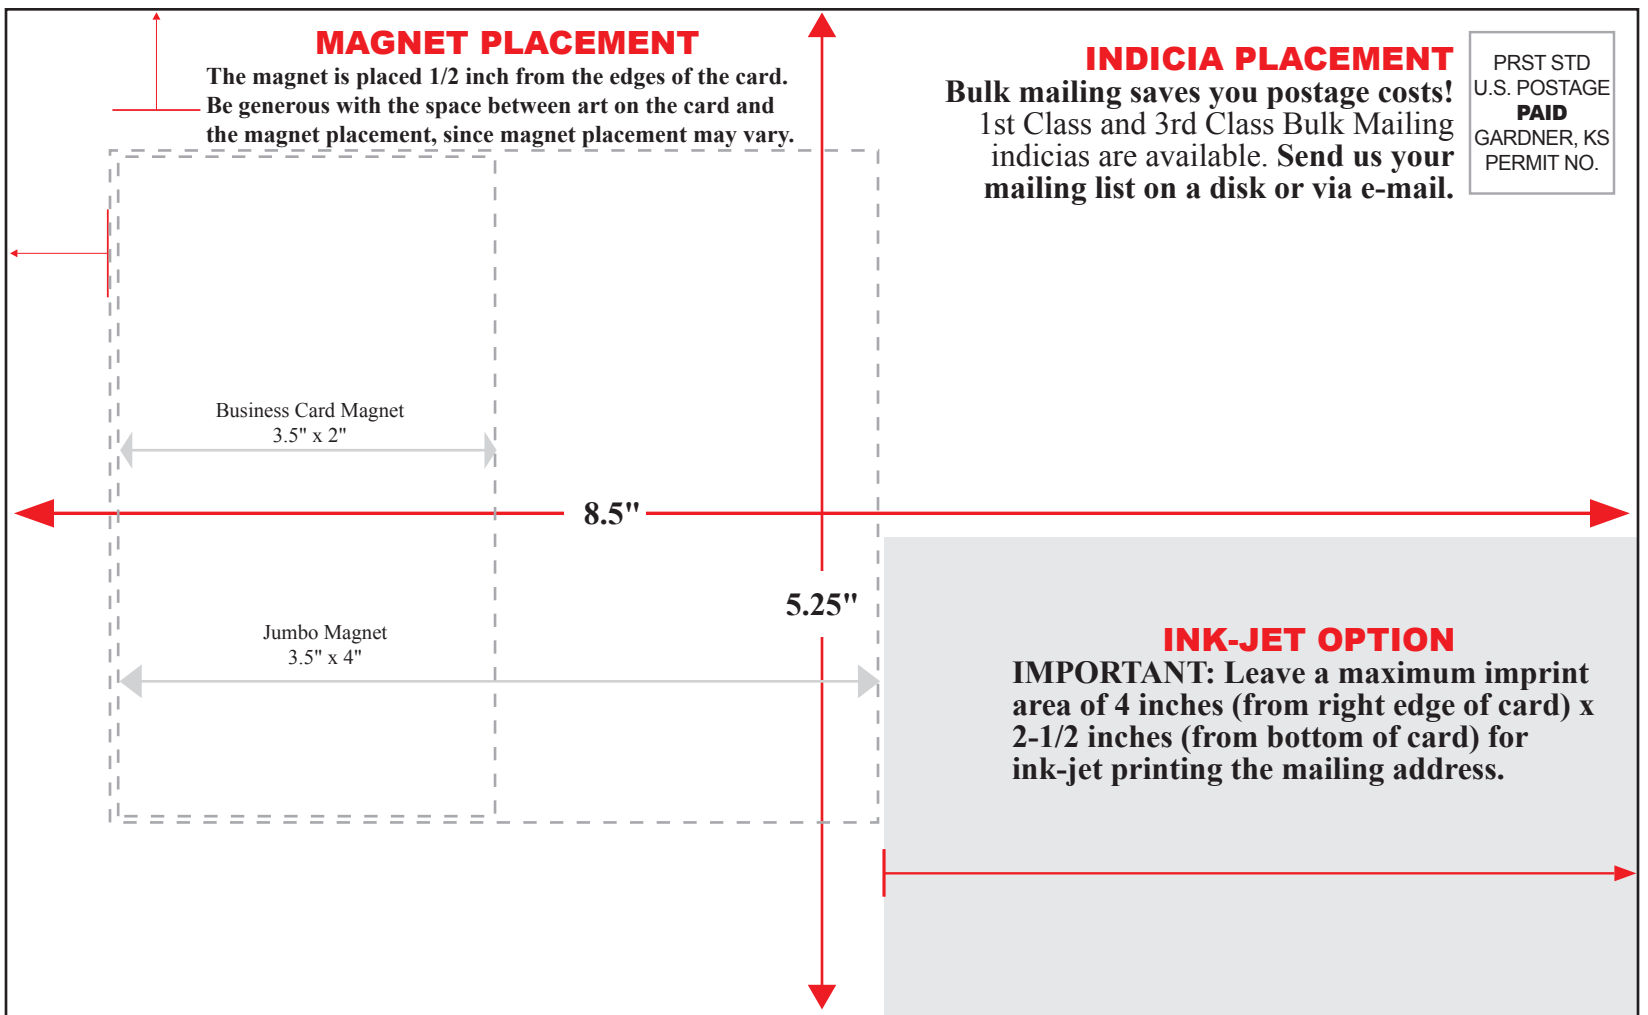 MAGNET PLACEMENT
The magnet is placed 1/2 inch from the edges of the card.
Be generous with the space between art on the card and
the magnet placement, since magnet placement may vary.
INDICIA PLACEMENT
Bulk mailing saves you postage costs!
1st Class and 3rd Class Bulk Mailing
indicias are available. Send us your
mailing list on a disk or via e-mail.
PRST STD
U.S. POSTAGE
PAID
GARDNER, KS
PERMIT NO.
Business Card Magnet
3.5" x 2"
8.5"
5.25"
Jumbo Magnet
3.5" x 4"
INK-JET OPTION
IMPORTANT: Leave a maximum imprint
area of 4 inches (from right edge of card) x
2-1/2 inches (from bottom of card) for
ink-jet printing the mailing address.